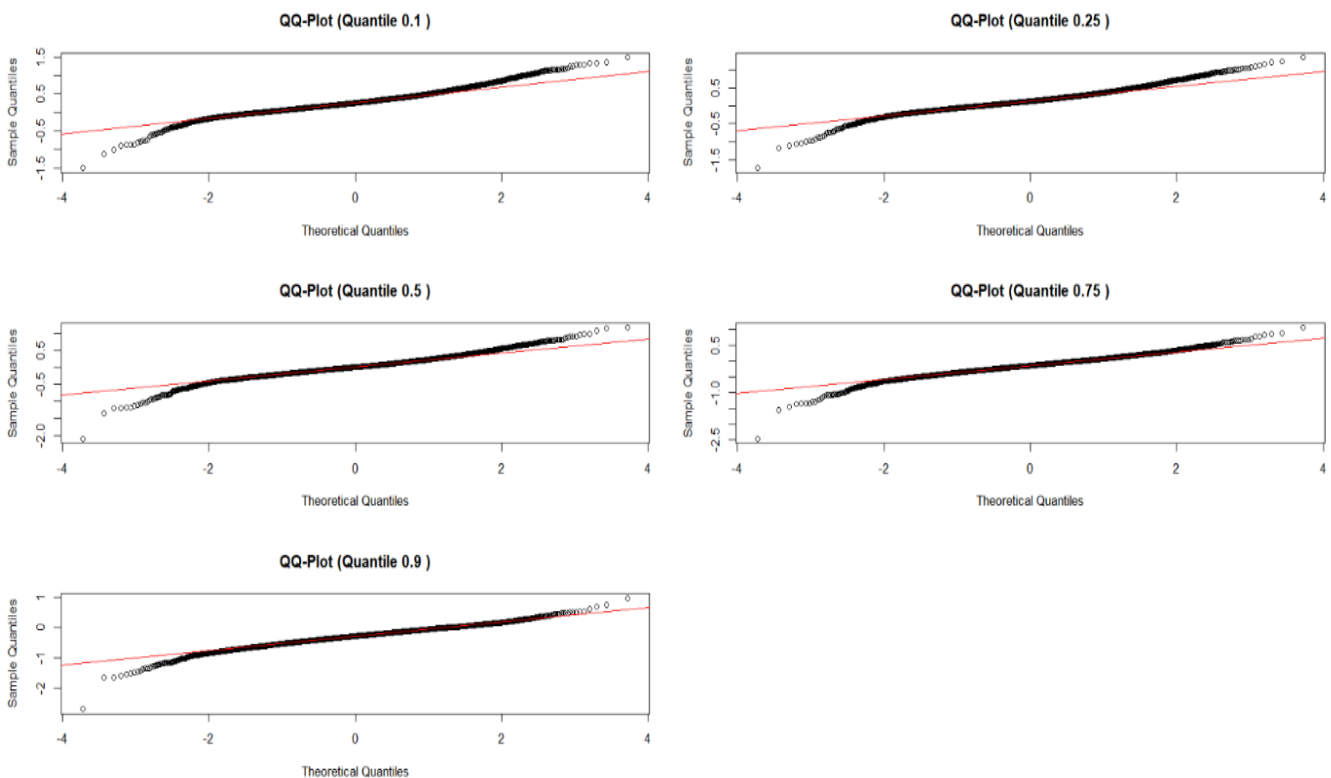 QQ-Plot (Quantile 0.1 )
Sample Quantiles
1.5
0.5
-0.5
-1.5
-4 -2 0 2 4
Theoretical Quantiles
QQ-Plot (Quantile 0.25 )
Sample Quantiles
0.5
-0.5
-1.5
-4 -2 0 2 4
Theoretical Quantiles
QQ-Plot (Quantile 0.5 )
Sample Quantiles
0.5
-0.5
-2.0
-4 -2 0 2 4
Theoretical Quantiles
QQ-Plot (Quantile 0.75 )
Sample Quantiles
0.5
-1.0
-2.5
-4 -2 0 2 4
Theoretical Quantiles
QQ-Plot (Quantile 0.9 )
Sample Quantiles
1
0
-1
-2
-4 -2 0 2 4
Theoretical Quantiles